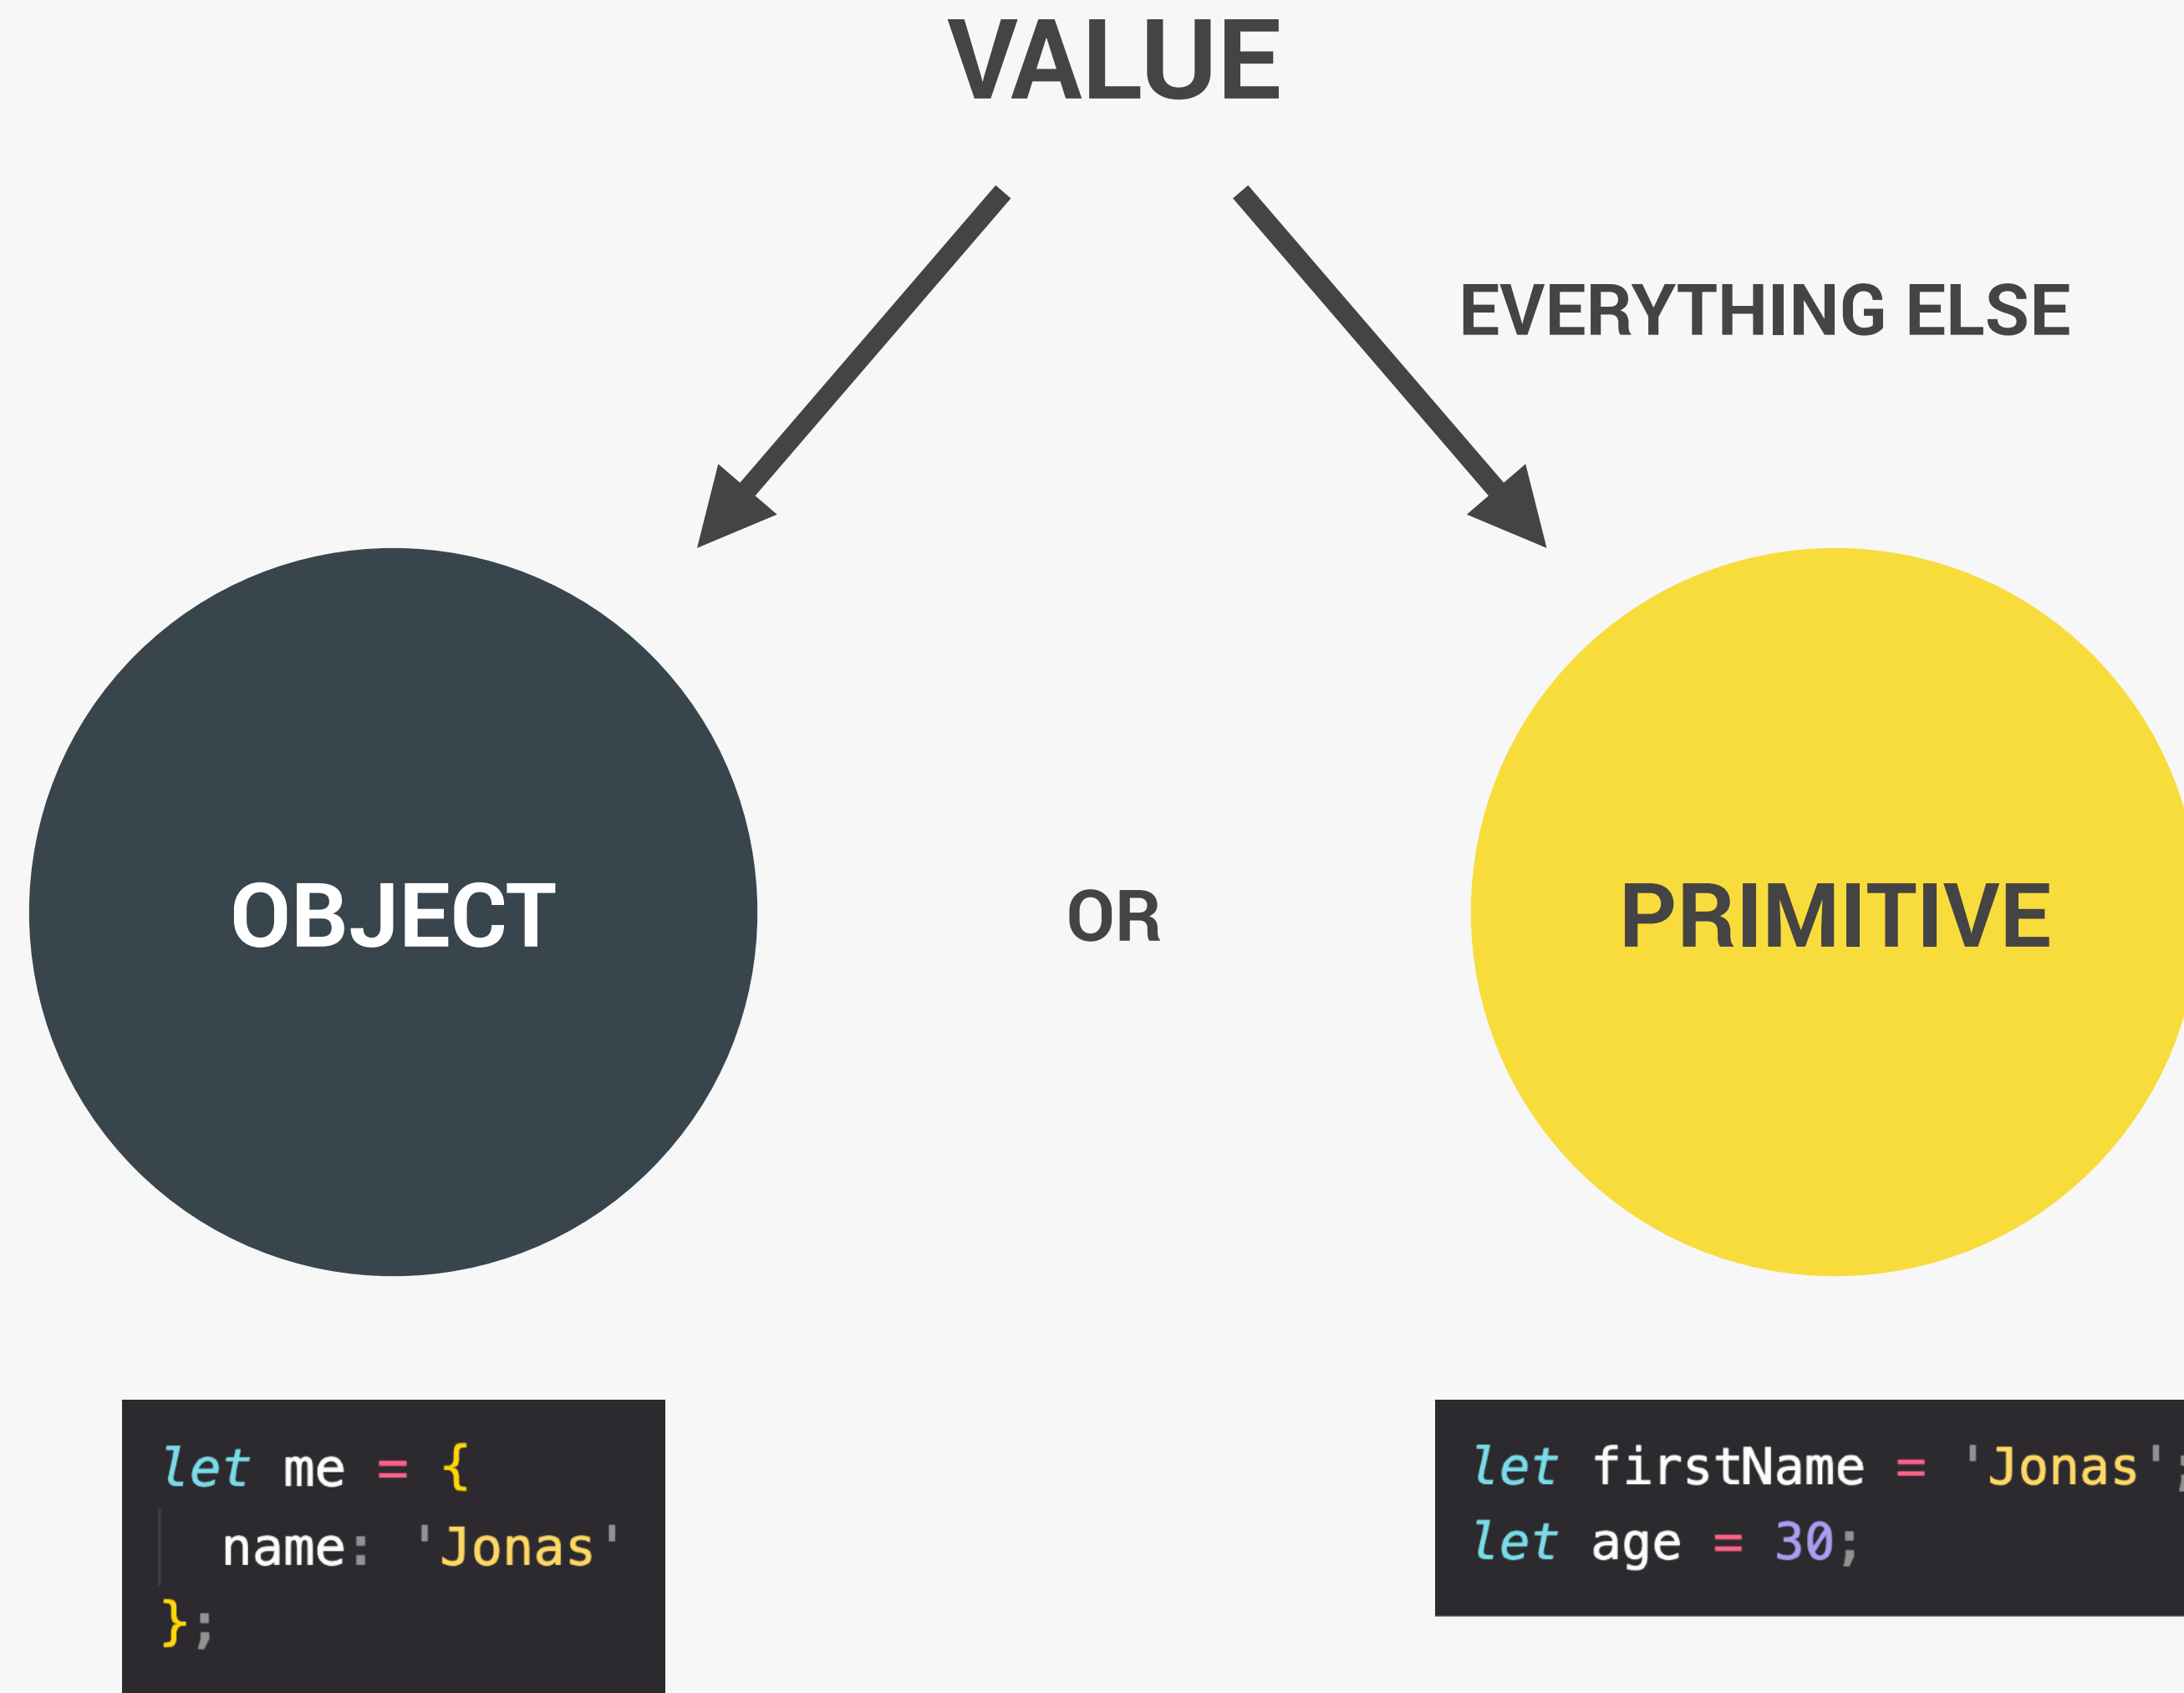 VALUE
EVERYTHING ELSE
OBJECT
OR
PRIMITIVE
let me = {
name: 'Jonas'
};
let firstName = 'Jonas';
let age = 30;